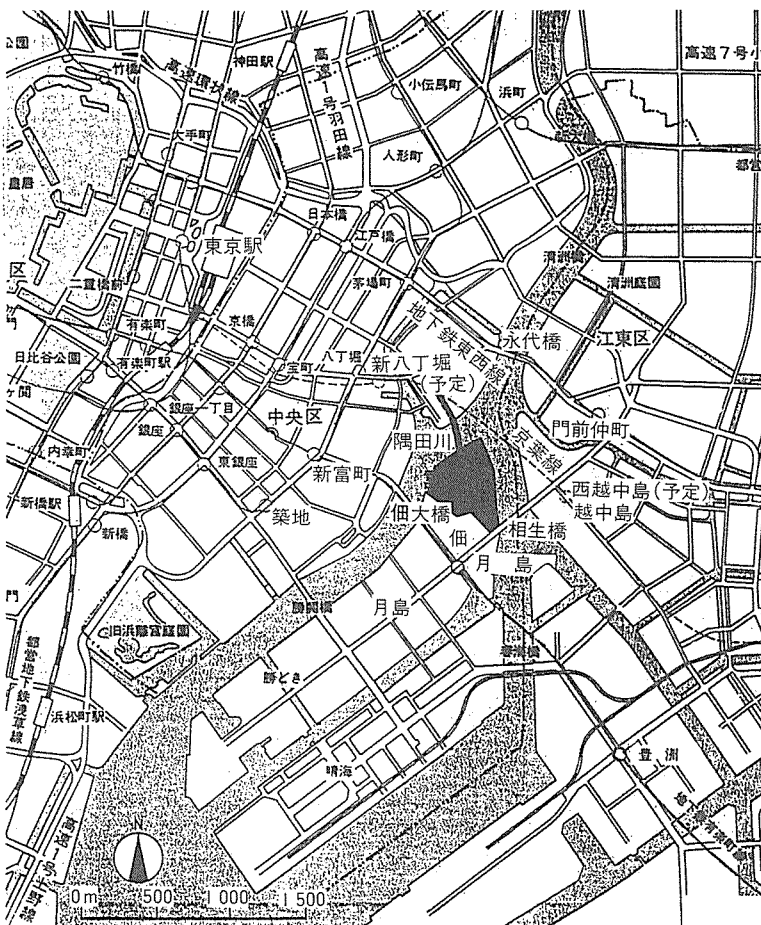 竹橋
高速環状線
神田駅
高速1号羽田線
小伝馬町
浜町
高速7号小
大手町
人形町
皇居
日本橋
江戸橋
東京駅
区
二重橋前
茅場町
清洲橋
清洲庭園
有楽町
京橋
地下鉄東西線
永代橋
江東区
日比谷公園
有楽町駅
宝町
八丁堀
新八丁堀
(予定)
銀座一丁目
中央区
銀座
隅田川
京葉線
門前仲町
内幸町
東銀座
新富町
西越中島(予定)
越中島
新橋駅
新橋
築地
佃大橋
佃
相生橋
月島
月島
勝鬨橋
旧浜離宮庭園
春海橋
都営地下鉄浅草線
勝どき
浜松町駅
晴海
豊洲
地下鉄有楽町線
N
0m 500 1 000 1 500